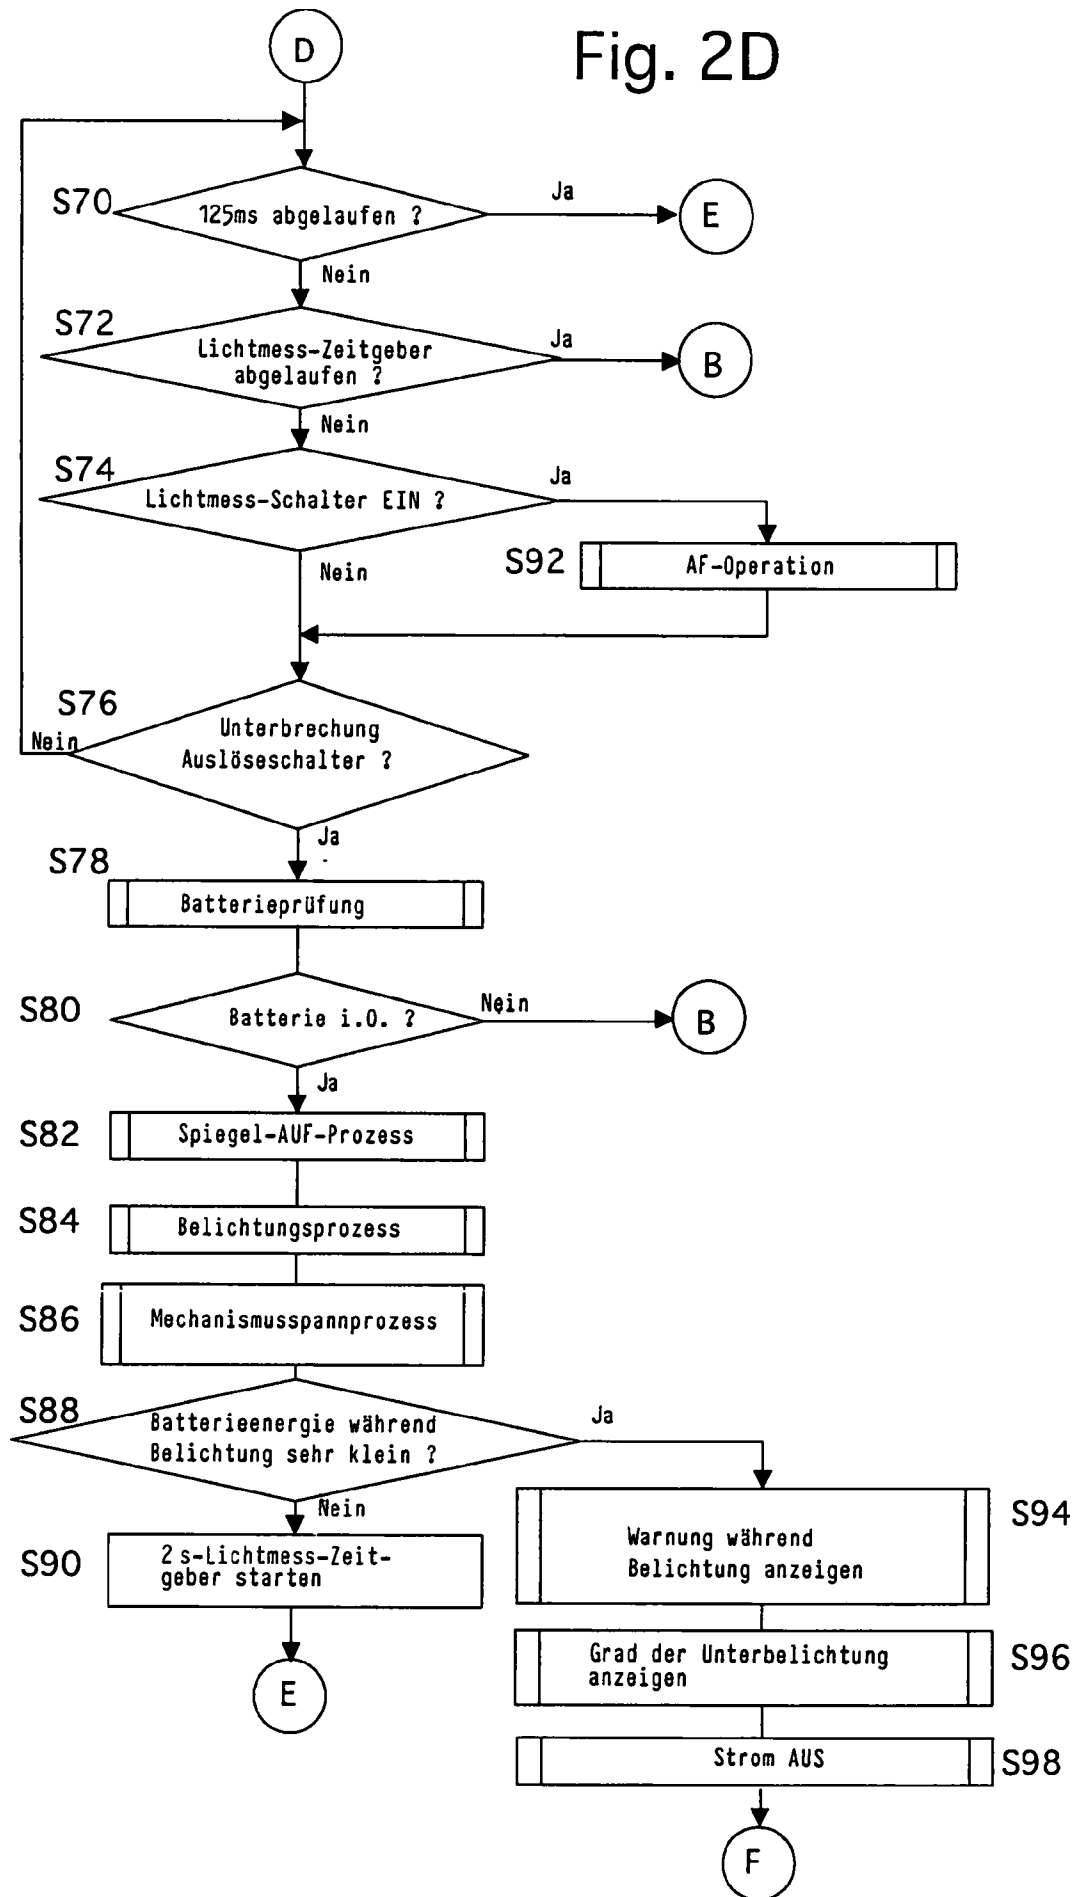 D
Fig. 2D
S70
125ms abgelaufen ?
Ja
E
Nein
S72
Lichtmess-Zeitgeber
abgelaufen ?
Ja
B
Nein
S74
Lichtmess-Schalter EIN ?
Ja
S92
AF-Operation
Nein
S76
Nein
Unterbrechung
Auslöseschalter ?
Ja
S78
Batterieprüfung
S80
Batterie i.O. ?
Nein
B
Ja
S82
Spiegel-AUF-Prozess
S84
Belichtungsprozess
S86
Mechanismusspannprozess
S88
Batterieenergie während
Belichtung sehr klein ?
Ja
Nein
S90
2s-Lichtmess-Zeit-
geber starten
E
S94
Warnung während
Belichtung anzeigen
S96
Grad der Unterbelichtung
anzeigen
S98
Strom AUS
F